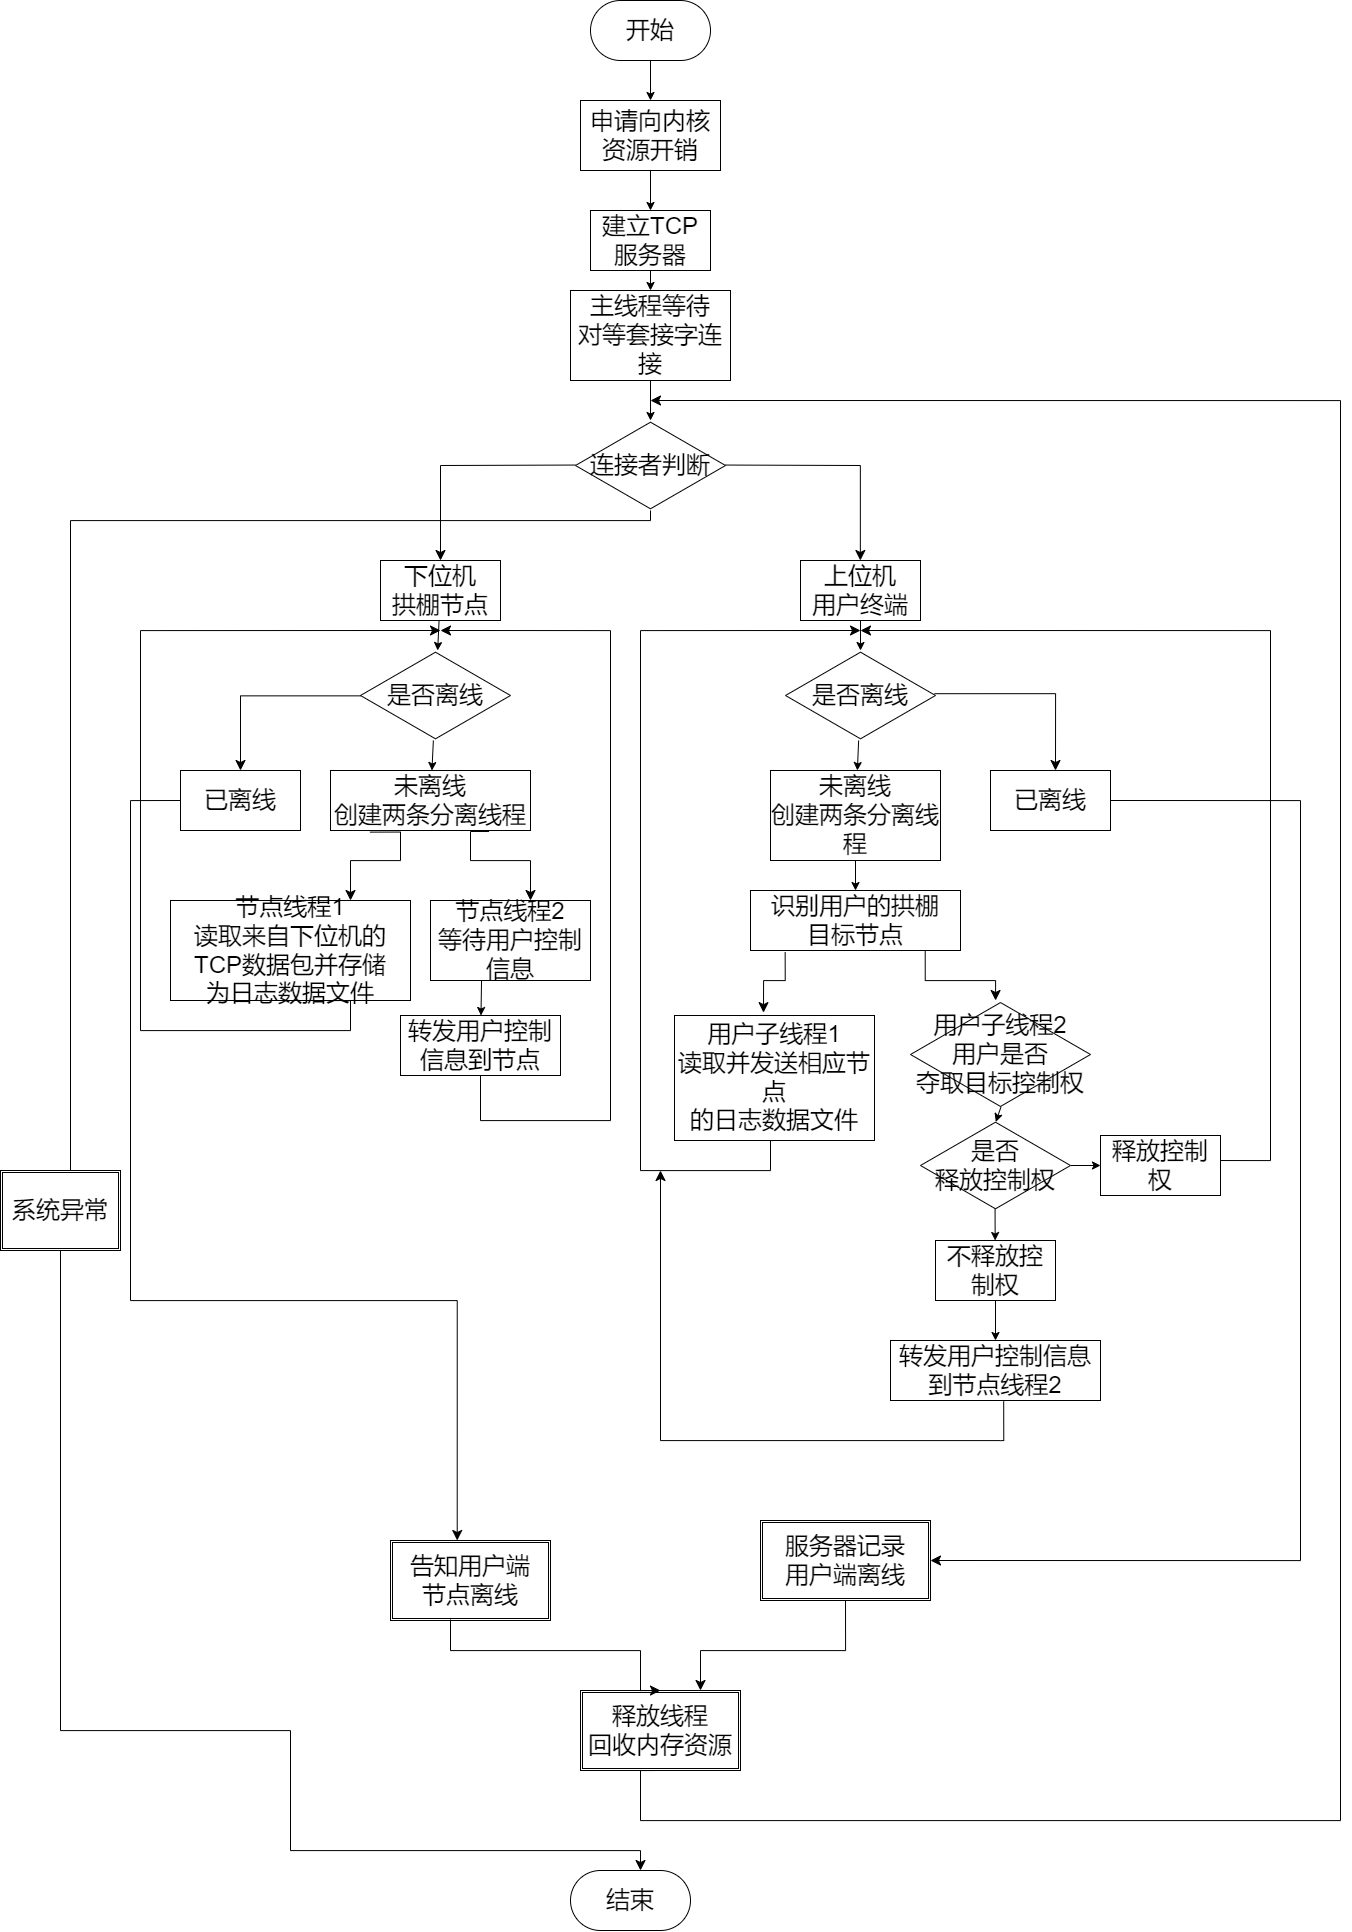 开始
申请向内核
资源开销
建立TCP
服务器
主线程等待
对等套接字连
接
连接者判断
下位机
拱棚节点
上位机
用户终端
是否离线
是否离线
已离线
未离线
创建两条分离线程
未离线
创建两条分离线
程
已离线
节点线程1
读取来自下位机的
TCP数据包并存储
为日志数据文件
节点线程2
等待用户控制
信息
识别用户的拱棚
目标节点
转发用户控制
信息到节点
用户子线程1
读取并发送相应节
点
的日志数据文件
用户子线程2
用户是否
夺取目标控制权
是否
释放控制权
释放控制
权
系统异常
不释放控
制权
转发用户控制信息
到节点线程2
告知用户端
节点离线
服务器记录
用户端离线
释放线程
回收内存资源
结束